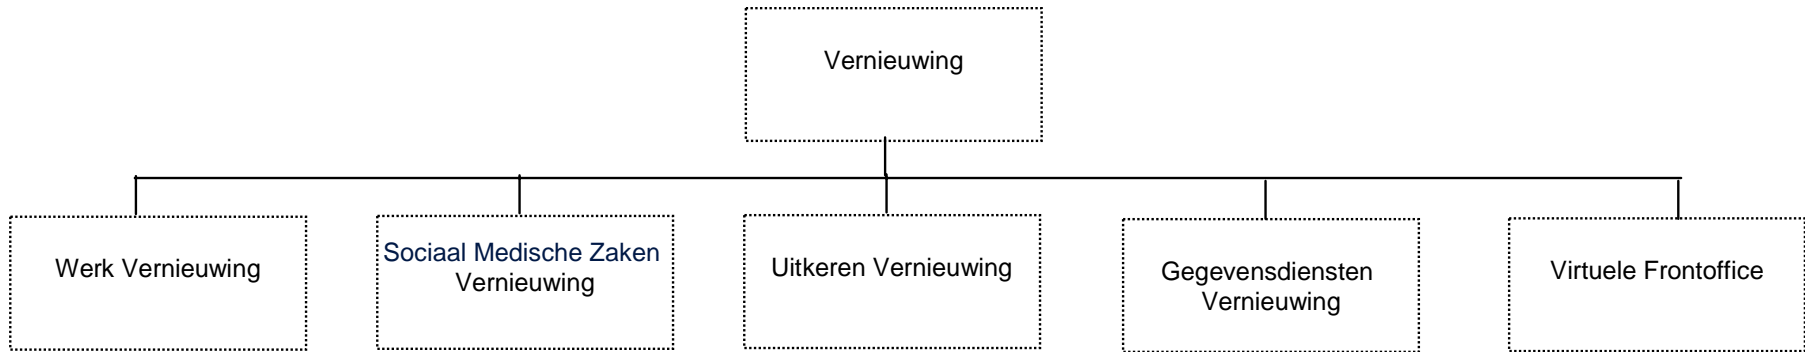 Vernieuwing
Werk Vernieuwing
Sociaal Medische Zaken
Vernieuwing
Uitkeren Vernieuwing
Gegevensdiensten
Vernieuwing
Virtuele Frontoffice